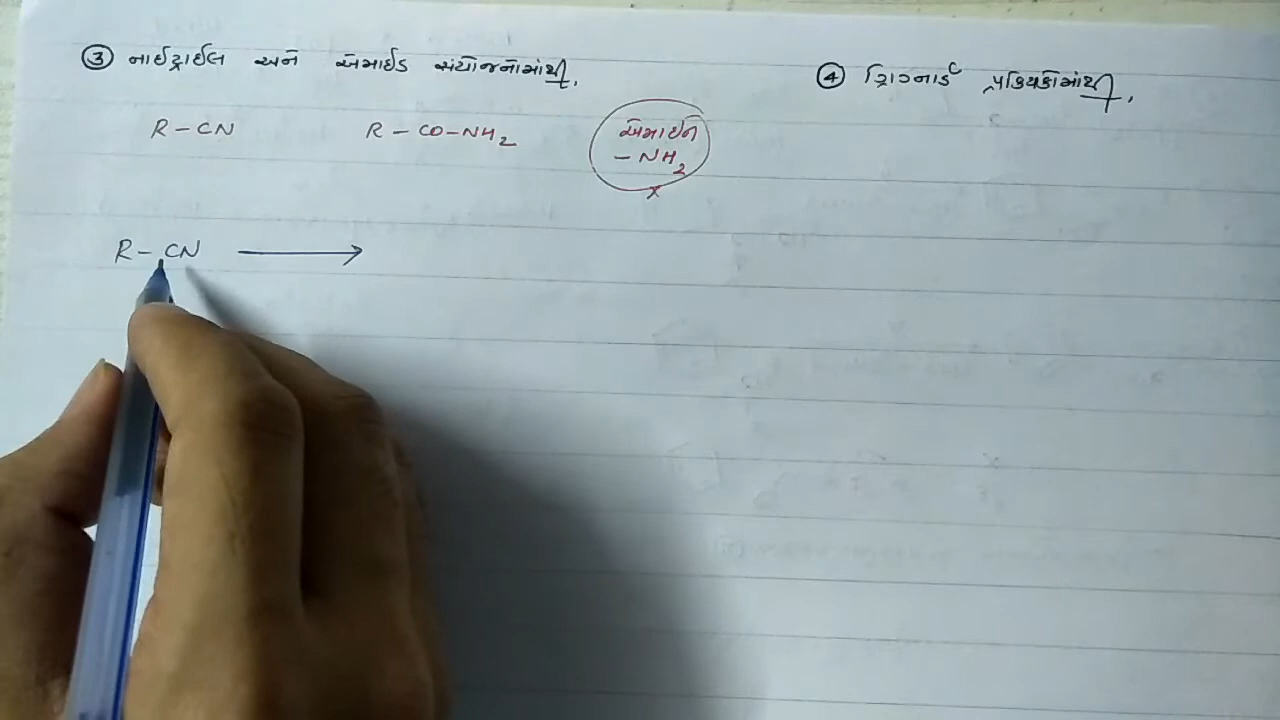 ③ નાઈટ્રાઈલ અને એમાઈડ સંયોજનોમાંથી.
R – CN R – CO – NH₂ એમાઈન
– NH₂
x
R – CN ⟶
④ ગ્રિગ્નાર્ડ પ્રક્રિયકોમાંથી.